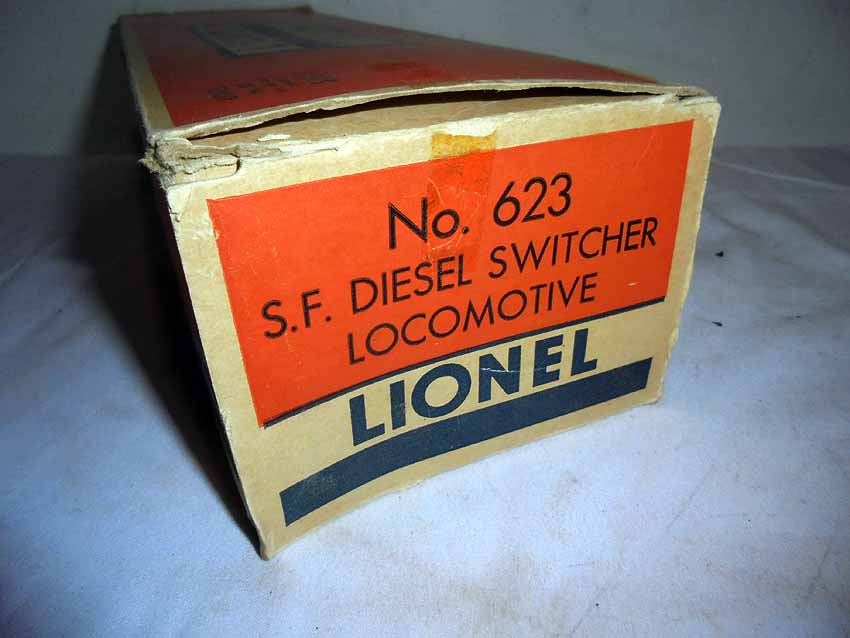 No. 623
S.F. DIESEL SWITCHER
LOCOMOTIVE
LIONEL